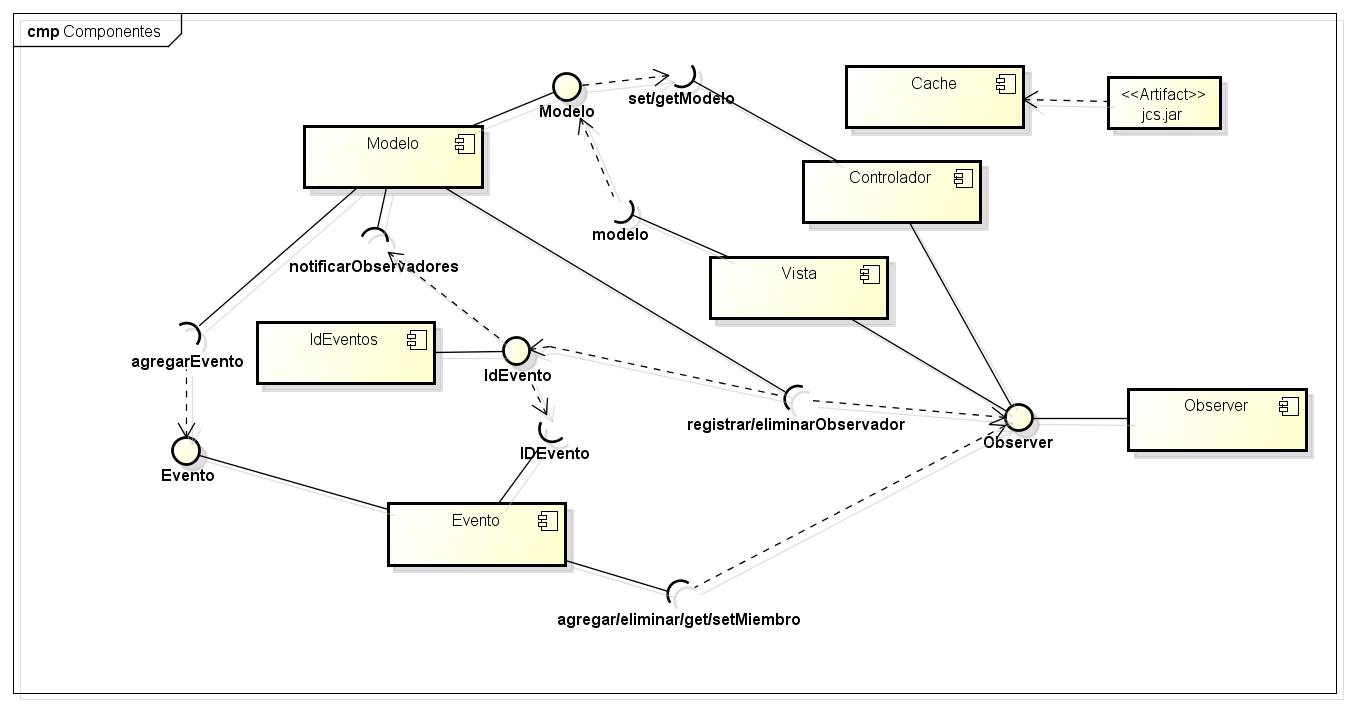 cmp Componentes
Cache
<<Artifact>>
jcs.jar
Modelo
set/getModelo
Modelo
Controlador
modelo
notificarObservadores
Vista
agregarEvento
IdEventos
IdEvento
registrar/eliminarObservador
Observer
Observer
IDEvento
Evento
Evento
agregar/eliminar/get/setMiembro